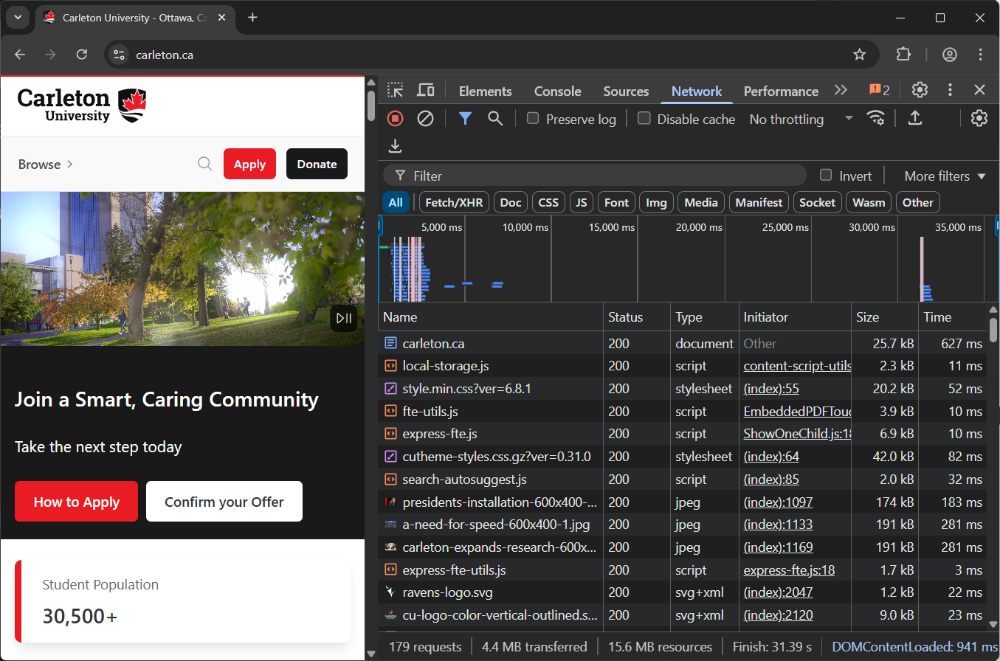 Carleton University - Ottawa, Ca
carleton.ca
Carleton
University
Browse
Apply
Donate
Join a Smart, Caring Community
Take the next step today
How to Apply
Confirm your Offer
Student Population
30,500+
Elements Console Sources Network Performance 2
Preserve log Disable cache No throttling
Filter Invert More filters
All Fetch/XHR Doc CSS JS Font Img Media Manifest Socket Wasm Other
5,000 ms 10,000 ms 15,000 ms 20,000 ms 25,000 ms 30,000 ms 35,000 ms
Name Status Type Initiator Size Time
carleton.ca 200 document Other 25.7 kB 627 ms
local-storage.js 200 script content-script-utils 2.3 kB 11 ms
style.min.css?ver=6.8.1 200 stylesheet (index):55 20.2 kB 52 ms
fte-utils.js 200 script EmbeddedPDFTouc 3.9 kB 10 ms
express-fte.js 200 script ShowOneChild.js:18 6.9 kB 10 ms
cutheme-styles.css.gz?ver=0.31.0 200 stylesheet (index):64 42.0 kB 82 ms
search-autosuggest.js 200 script (index):85 2.0 kB 32 ms
presidents-installation-600x400-... 200 jpeg (index):1097 174 kB 183 ms
a-need-for-speed-600x400-1.jpg 200 jpeg (index):1133 191 kB 281 ms
carleton-expands-research-600x... 200 jpeg (index):1169 191 kB 281 ms
express-fte-utils.js 200 script express-fte.js:18 1.7 kB 3 ms
ravens-logo.svg 200 svg+xml (index):2047 1.2 kB 22 ms
cu-logo-color-vertical-outlined.s... 200 svg+xml (index):2120 9.0 kB 23 ms
179 requests 4.4 MB transferred 15.6 MB resources Finish: 31.39 s DOMContentLoaded: 941 ms